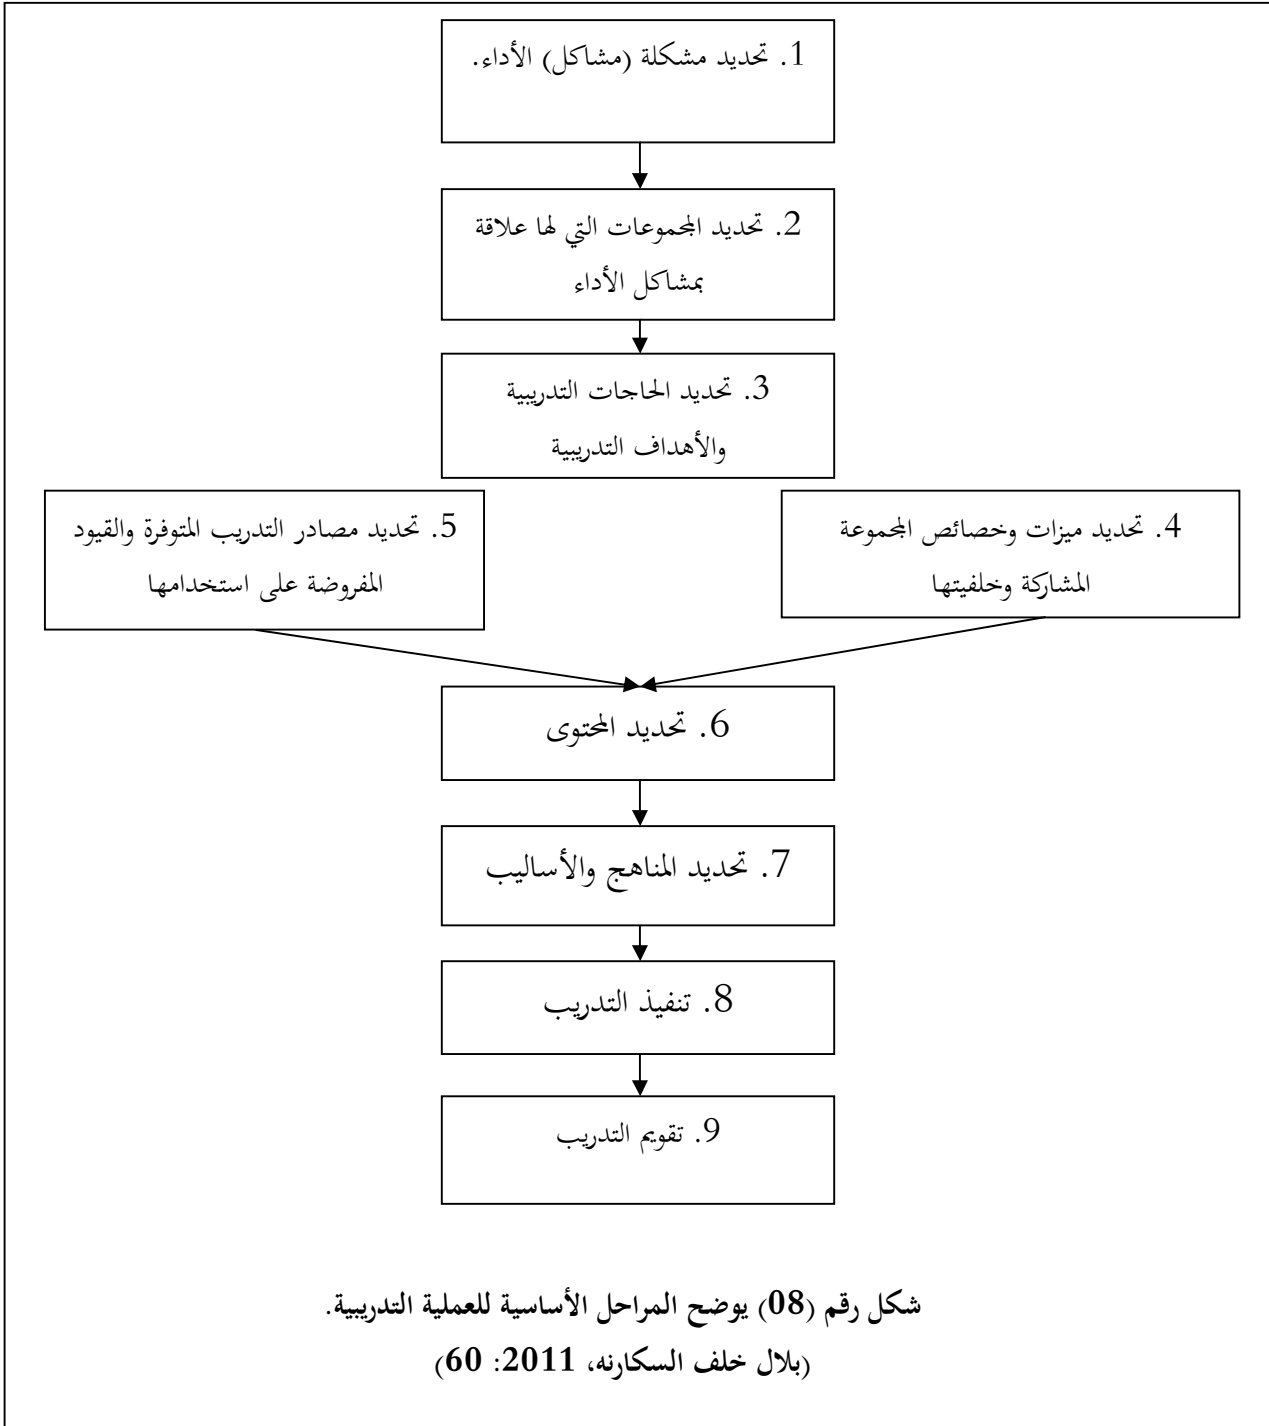 1. تحديد مشكلة (مشاكل) الأداء.
2. تحديد المجموعات التي لها علاقة
بمشاكل الأداء
3. تحديد الحاجات التدريبية
والأهداف التدريبية
4. تحديد ميزات وخصائص المجموعة
المشاركة وخلفيتها
5. تحديد مصادر التدريب المتوفرة والقيود
المفروضة على استخدامها
6. تحديد المحتوى
7. تحديد المناهج والأساليب
8. تنفيذ التدريب
9. تقويم التدريب
شكل رقم (08) يوضح المراحل الأساسية للعملية التدريبية.
(بلال خلف السكارنه، 2011: 60)